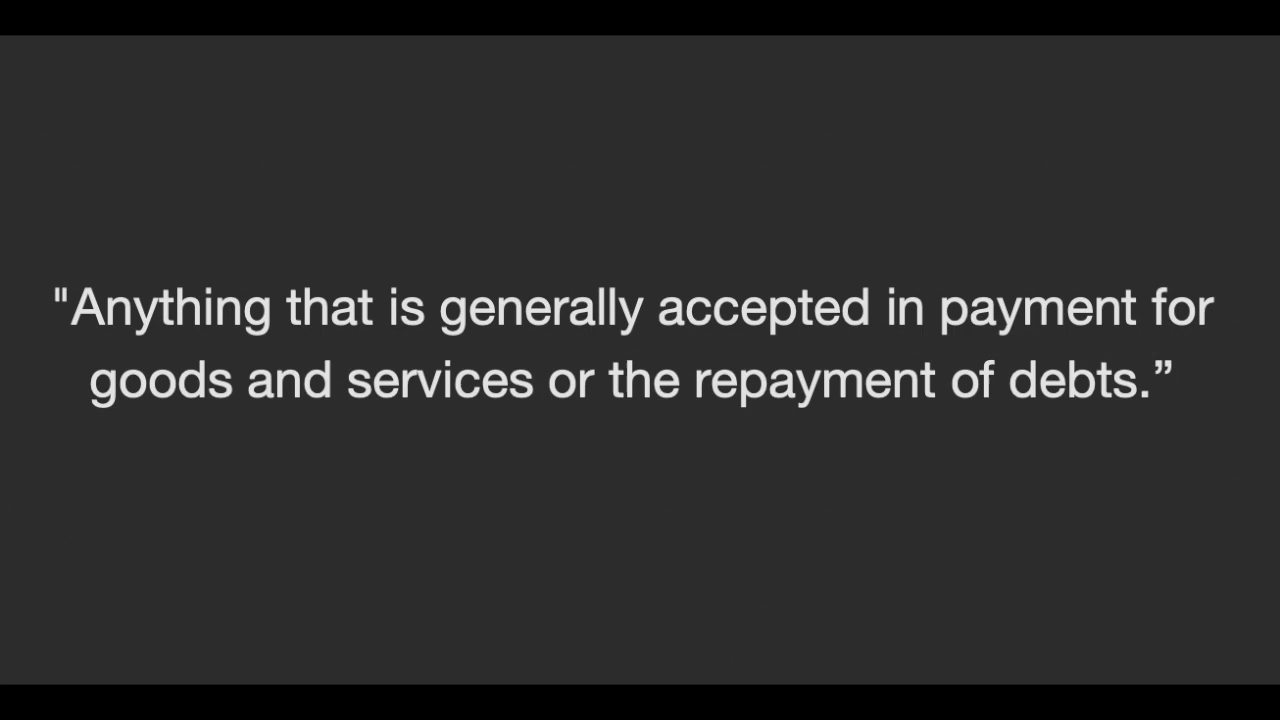 "Anything that is generally accepted in payment for
goods and services or the repayment of debts.”